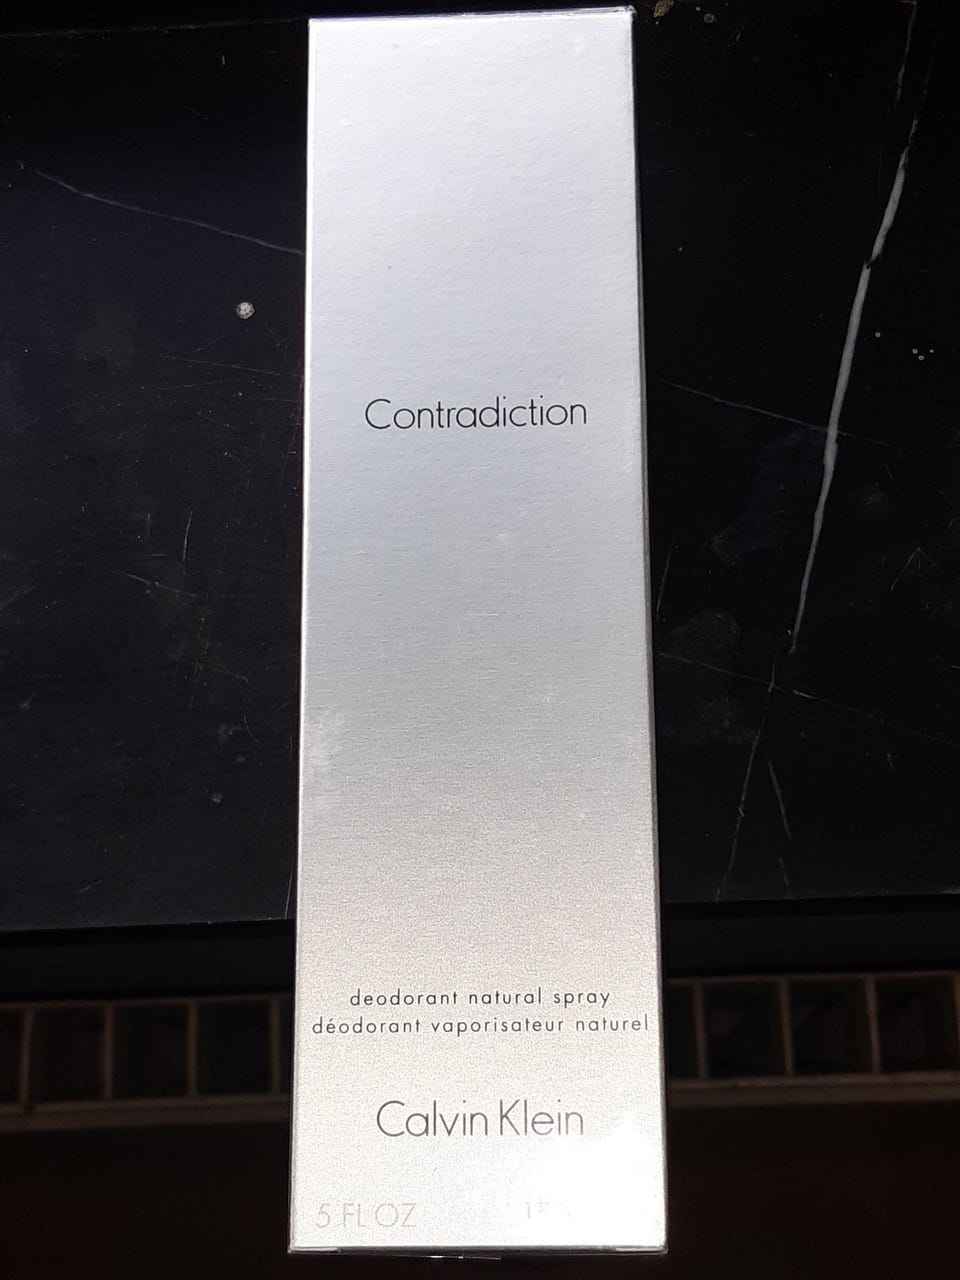 Contradiction
deodorant natural spray
déodorant vaporisateur naturel
Calvin Klein
5 FL OZ